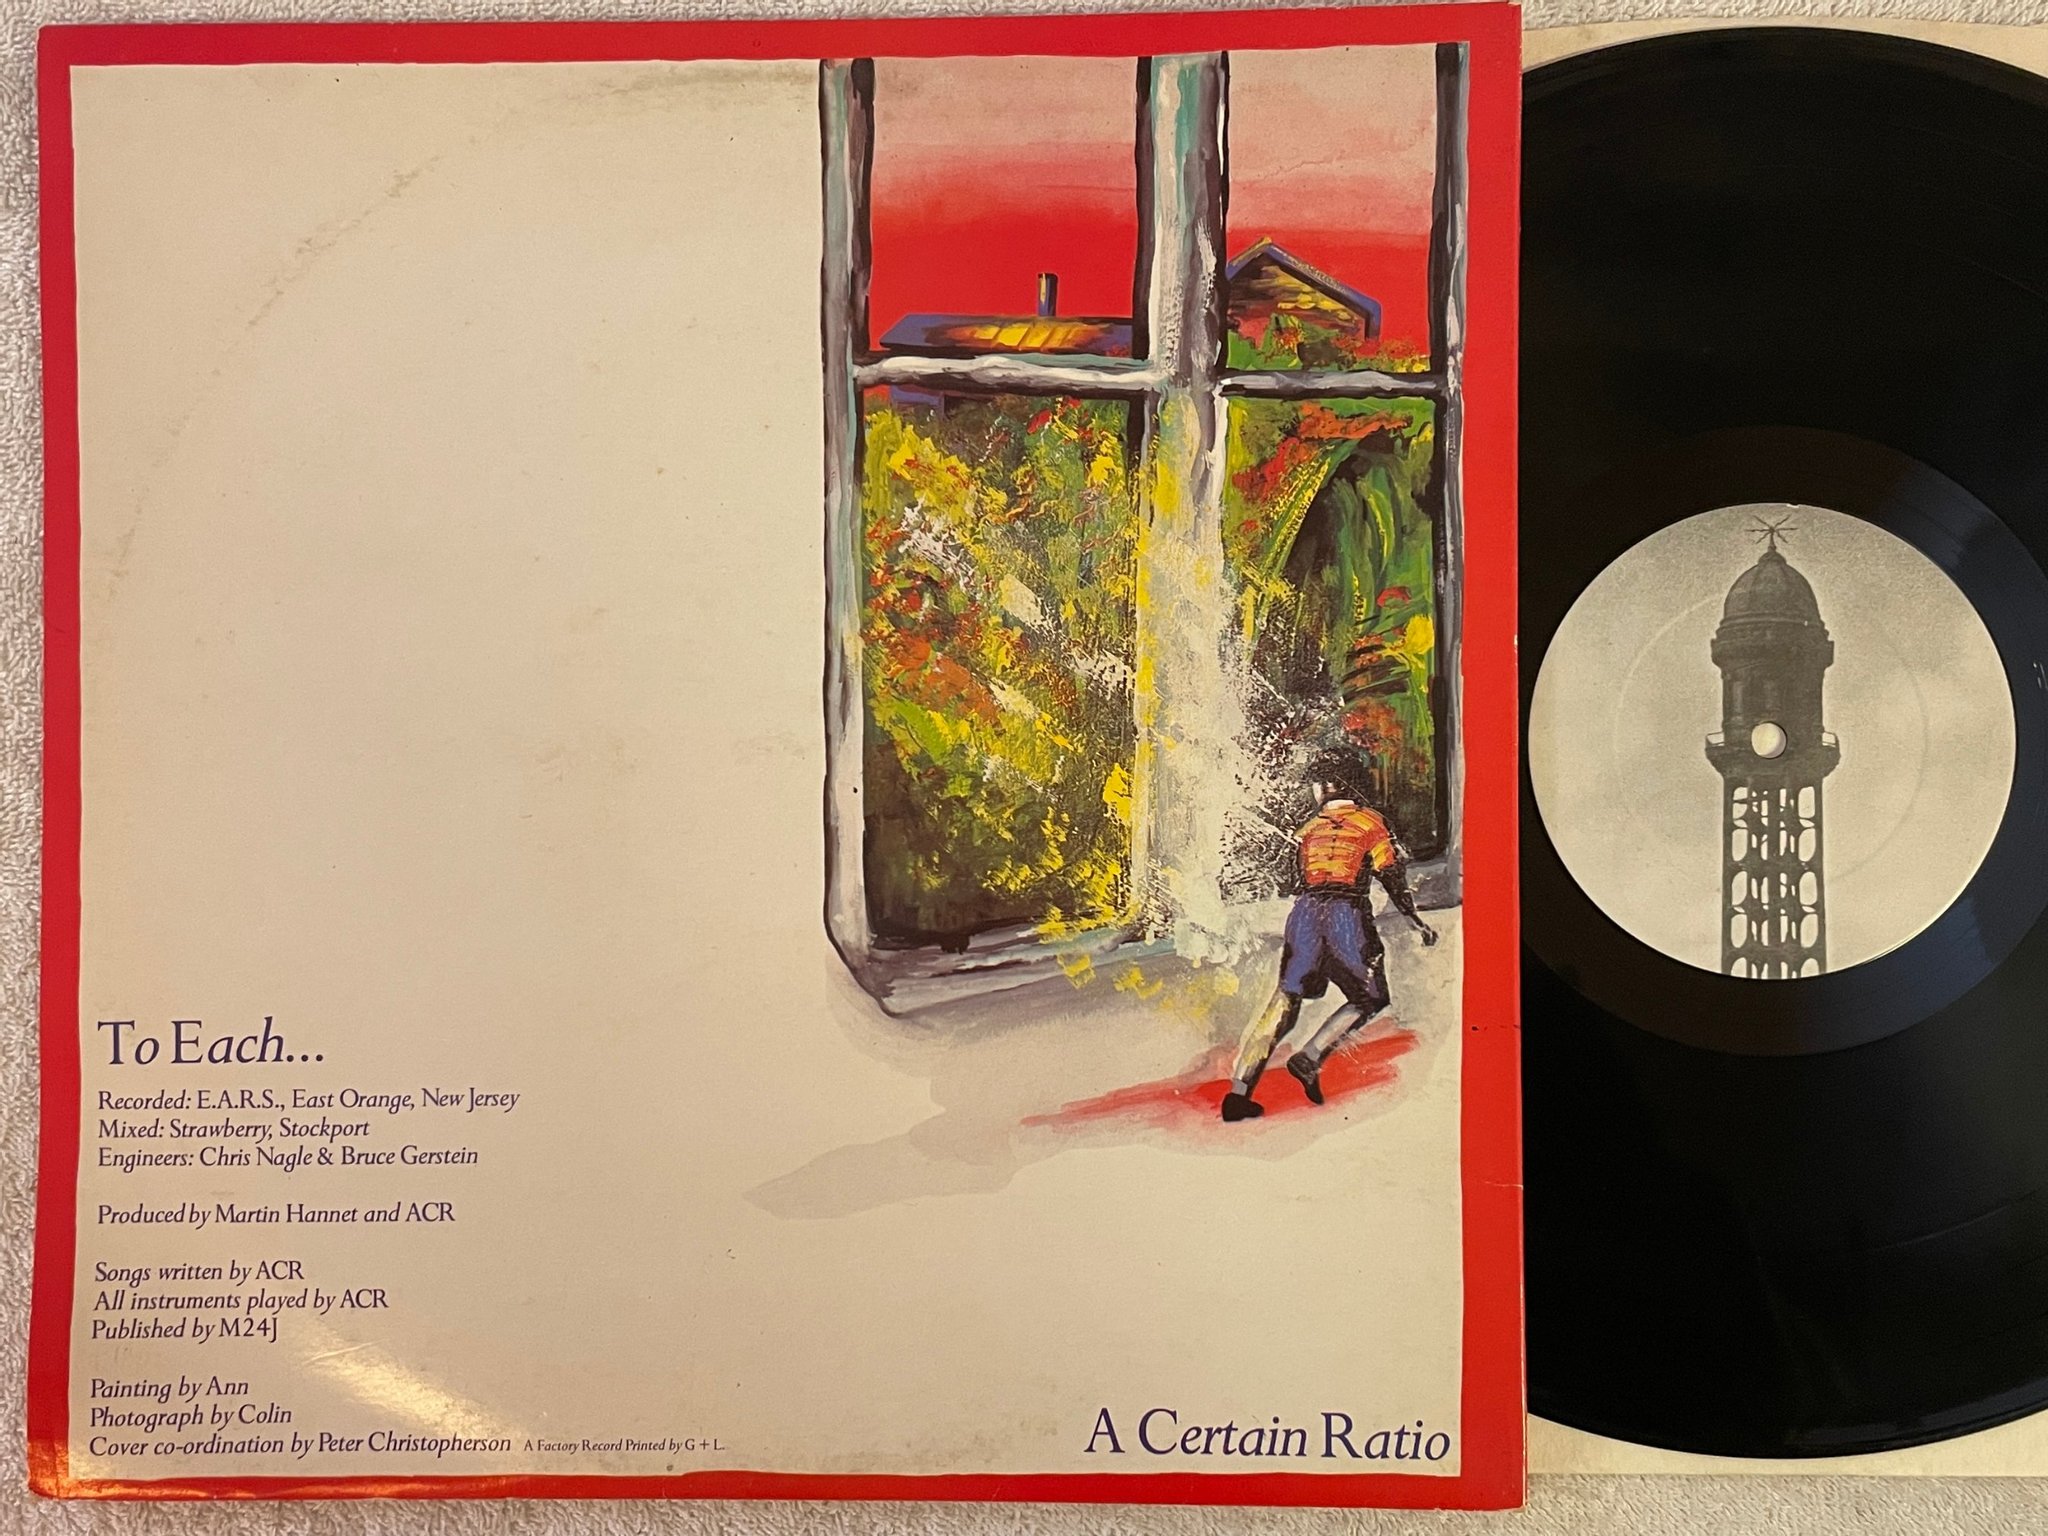 To Each...
Recorded: E.A.R.S., East Orange, New Jersey
Mixed: Strawberry, Stockport
Engineers: Chris Nagle & Bruce Gerstein
Produced by Martin Hannet and ACR
Songs written by ACR
All instruments played by ACR
Published by M24J
Painting by Ann
Photograph by Colin
Cover co-ordination by Peter Christopherson A Factory Record Printed by G + L.
A Certain Ratio